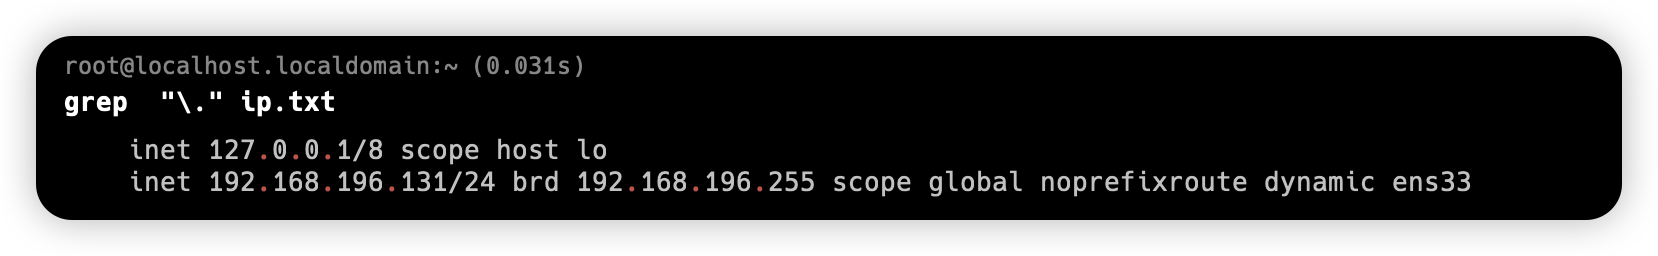 root@localhost.localdomain:~ (0.031s)
grep  "\." ip.txt
    inet 127.0.0.1/8 scope host lo
    inet 192.168.196.131/24 brd 192.168.196.255 scope global noprefixroute dynamic ens33